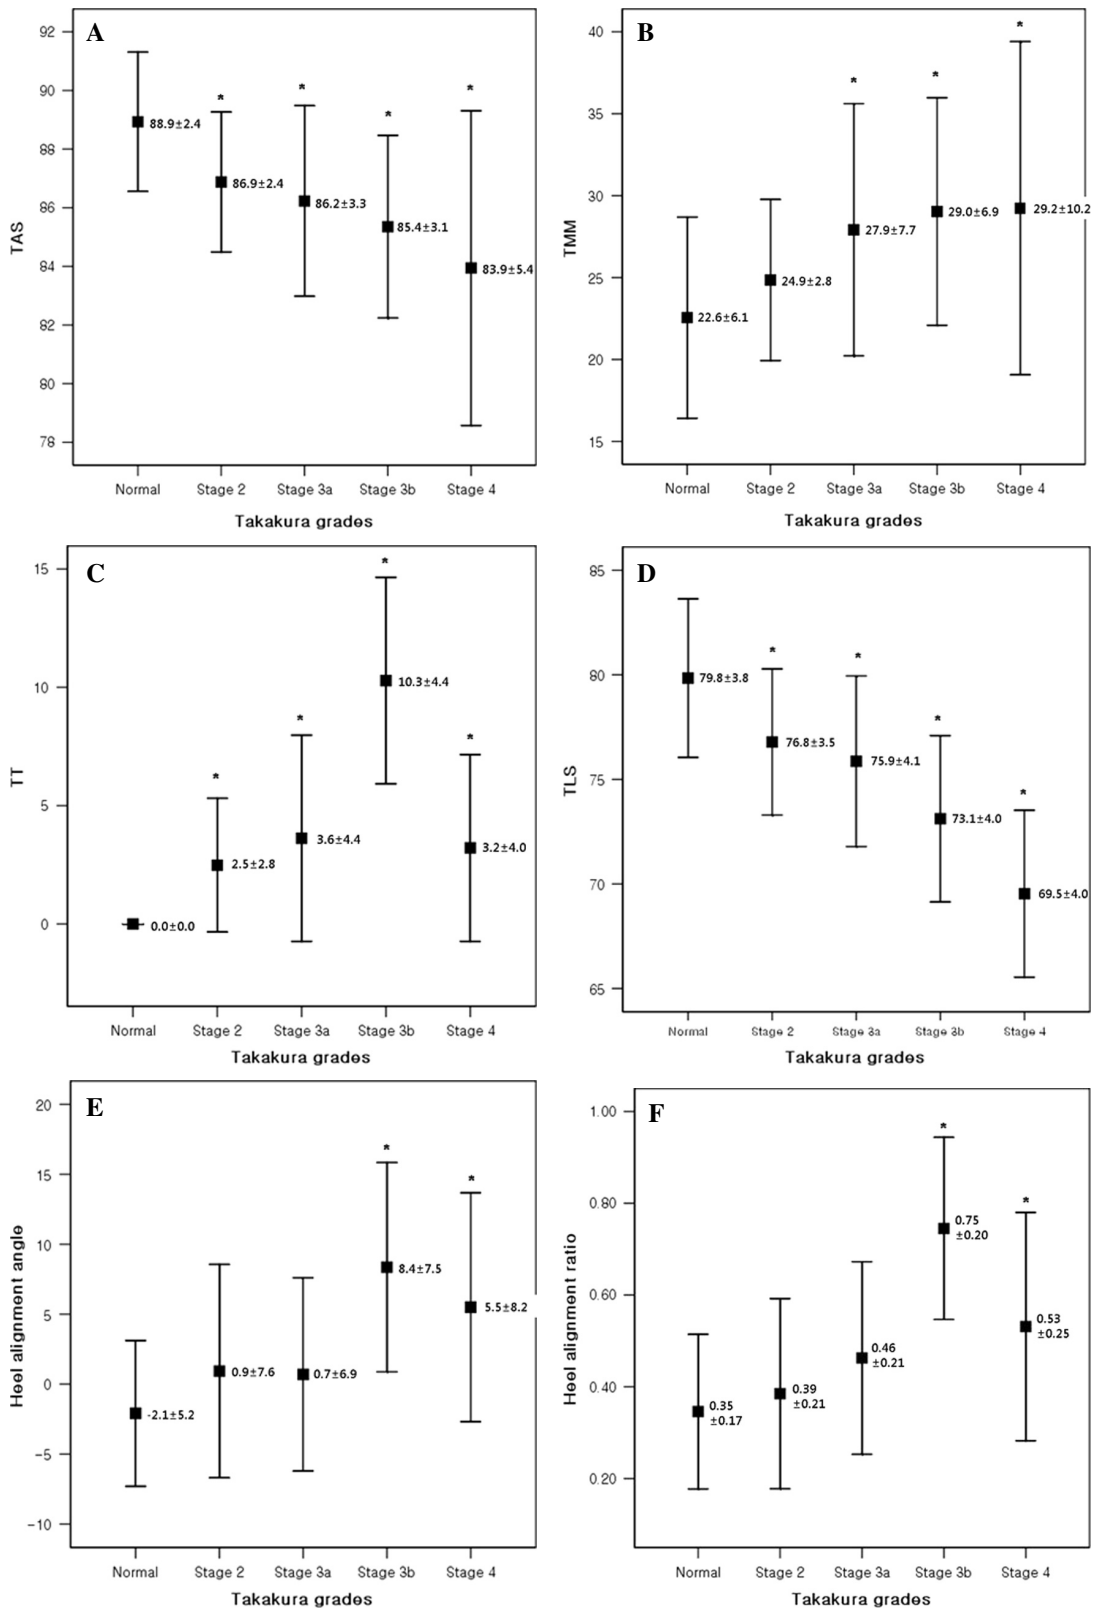 A
TAS
92
90
88
86
84
82
80
78
*
*
*
*
88.9±2.4
86.9±2.4
86.2±3.3
85.4±3.1
83.9±5.4
Normal
Stage 2
Stage 3a
Stage 3b
Stage 4
Takakura grades
B
TMM
40
35
30
25
20
15
*
*
*
22.6±6.1
24.9±2.8
27.9±7.7
29.0±6.9
29.2±10.2
Normal
Stage 2
Stage 3a
Stage 3b
Stage 4
Takakura grades
C
TT
15
10
5
0
*
*
*
*
0.0±0.0
2.5±2.8
3.6±4.4
10.3±4.4
3.2±4.0
Normal
Stage 2
Stage 3a
Stage 3b
Stage 4
Takakura grades
D
TLS
85
80
75
70
65
*
*
*
*
79.8±3.8
76.8±3.5
75.9±4.1
73.1±4.0
69.5±4.0
Normal
Stage 2
Stage 3a
Stage 3b
Stage 4
Takakura grades
E
Heel alignment angle
20
15
10
5
0
-5
-10
*
*
-2.1±5.2
0.9±7.6
0.7±6.9
8.4±7.5
5.5±8.2
Normal
Stage 2
Stage 3a
Stage 3b
Stage 4
Takakura grades
F
Heel alignment ratio
1.00
0.80
0.60
0.40
0.20
*
*
0.35
±0.17
0.39
±0.21
0.46
±0.21
0.75
±0.20
0.53
±0.25
Normal
Stage 2
Stage 3a
Stage 3b
Stage 4
Takakura grades